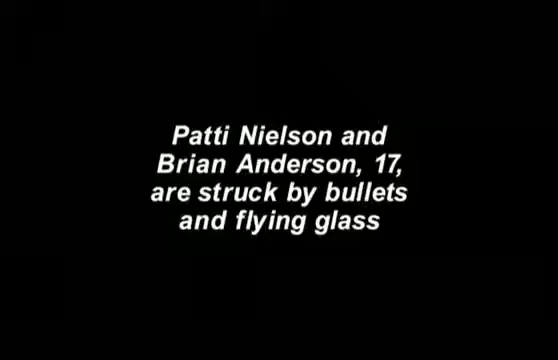 Patti Nielson and
Brian Anderson, 17,
are struck by bullets
and flying glass